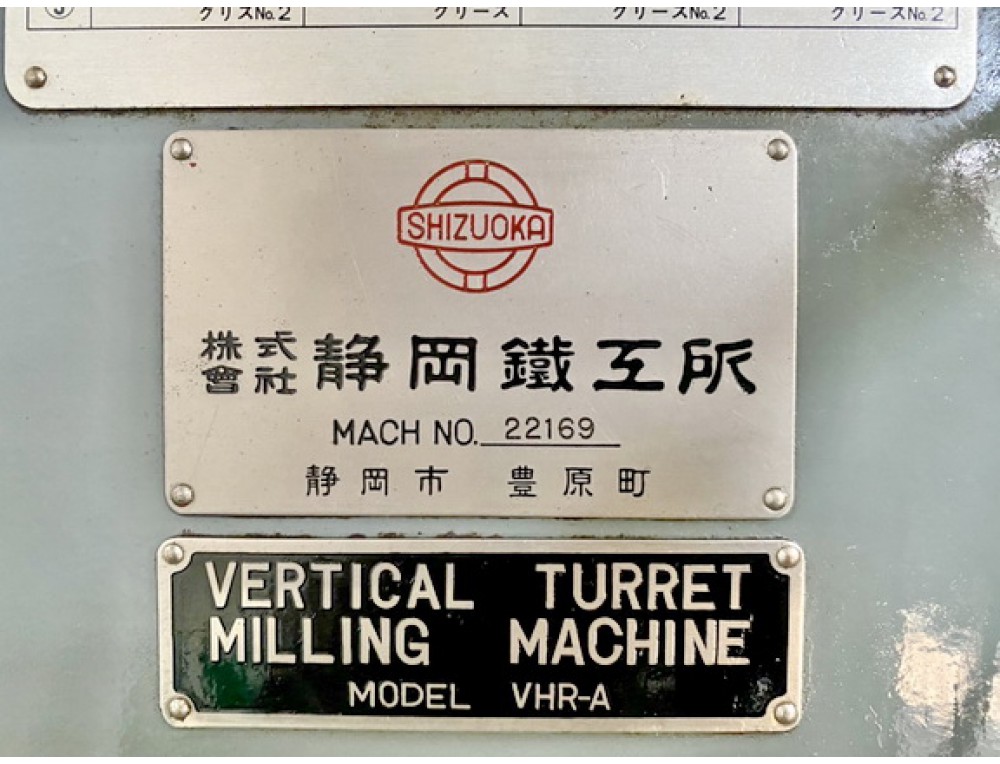 ⑤ グリスNo.2 グリース グリスNo.2 グリースNo.2
SHIZUOKA
株式會社 静岡鐵工所
MACH NO. 22169
静岡市 豊原町
VERTICAL TURRET
MILLING MACHINE
MODEL VHR-A